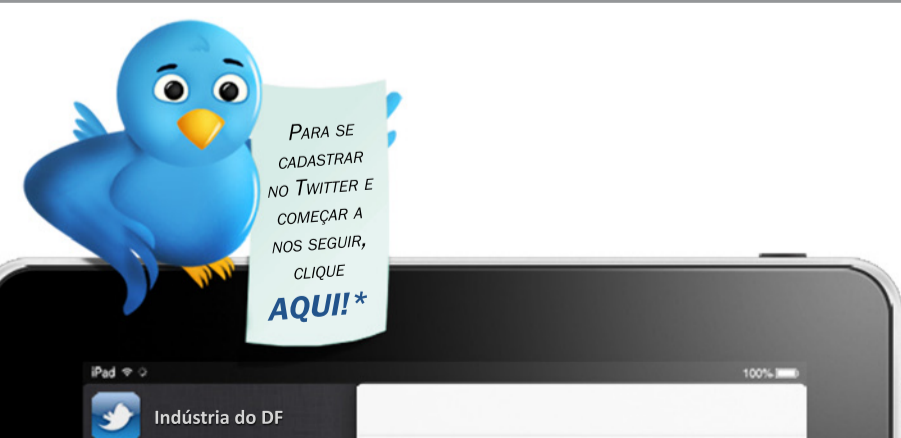 PARA SE
CADASTRAR
NO TWITTER E
COMEÇAR A
NOS SEGUIR,
CLIQUE
AQUI!*
iPad 100%
Indústria do DF